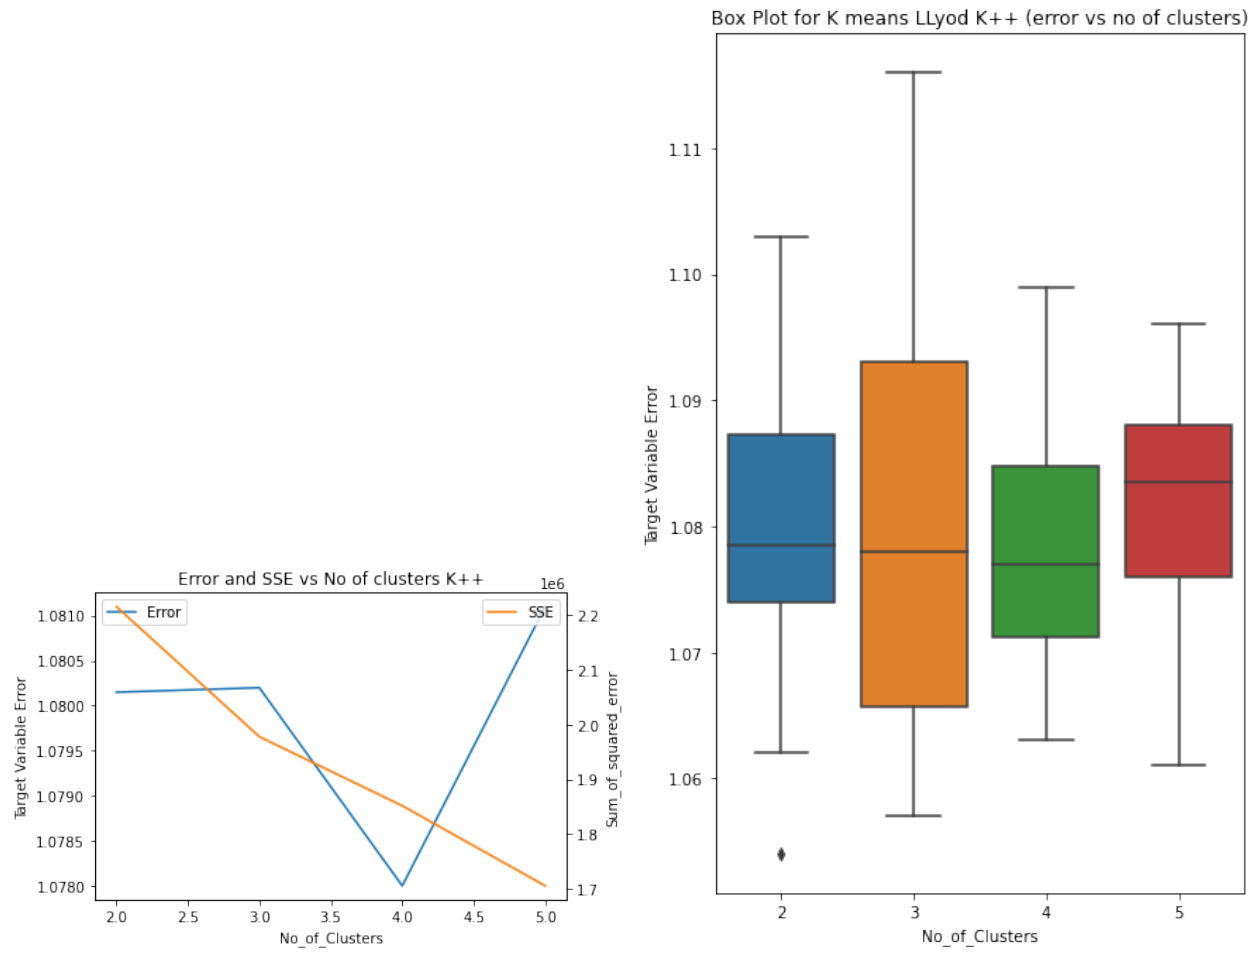 Error and SSE vs No of clusters K++
1e6
Error
SSE
1.0810
1.0805
1.0800
1.0795
1.0790
1.0785
1.0780
Target Variable Error
2.2
2.1
2.0
1.9
1.8
1.7
Sum_of_squared_error
2.0 2.5 3.0 3.5 4.0 4.5 5.0
No_of_Clusters
Box Plot for K means LLyod K++ (error vs no of clusters)
1.11
1.10
1.09
1.08
1.07
1.06
Target Variable Error
2 3 4 5
No_of_Clusters